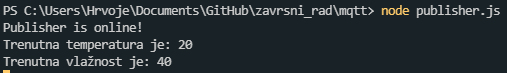 PS C:\Users\Hrvoje\Documents\GitHub\zavrsni_rad\mqtt> node publisher.js
Publisher is online!
Trenutna temperatura je: 20
Trenutna vlažnost je: 40